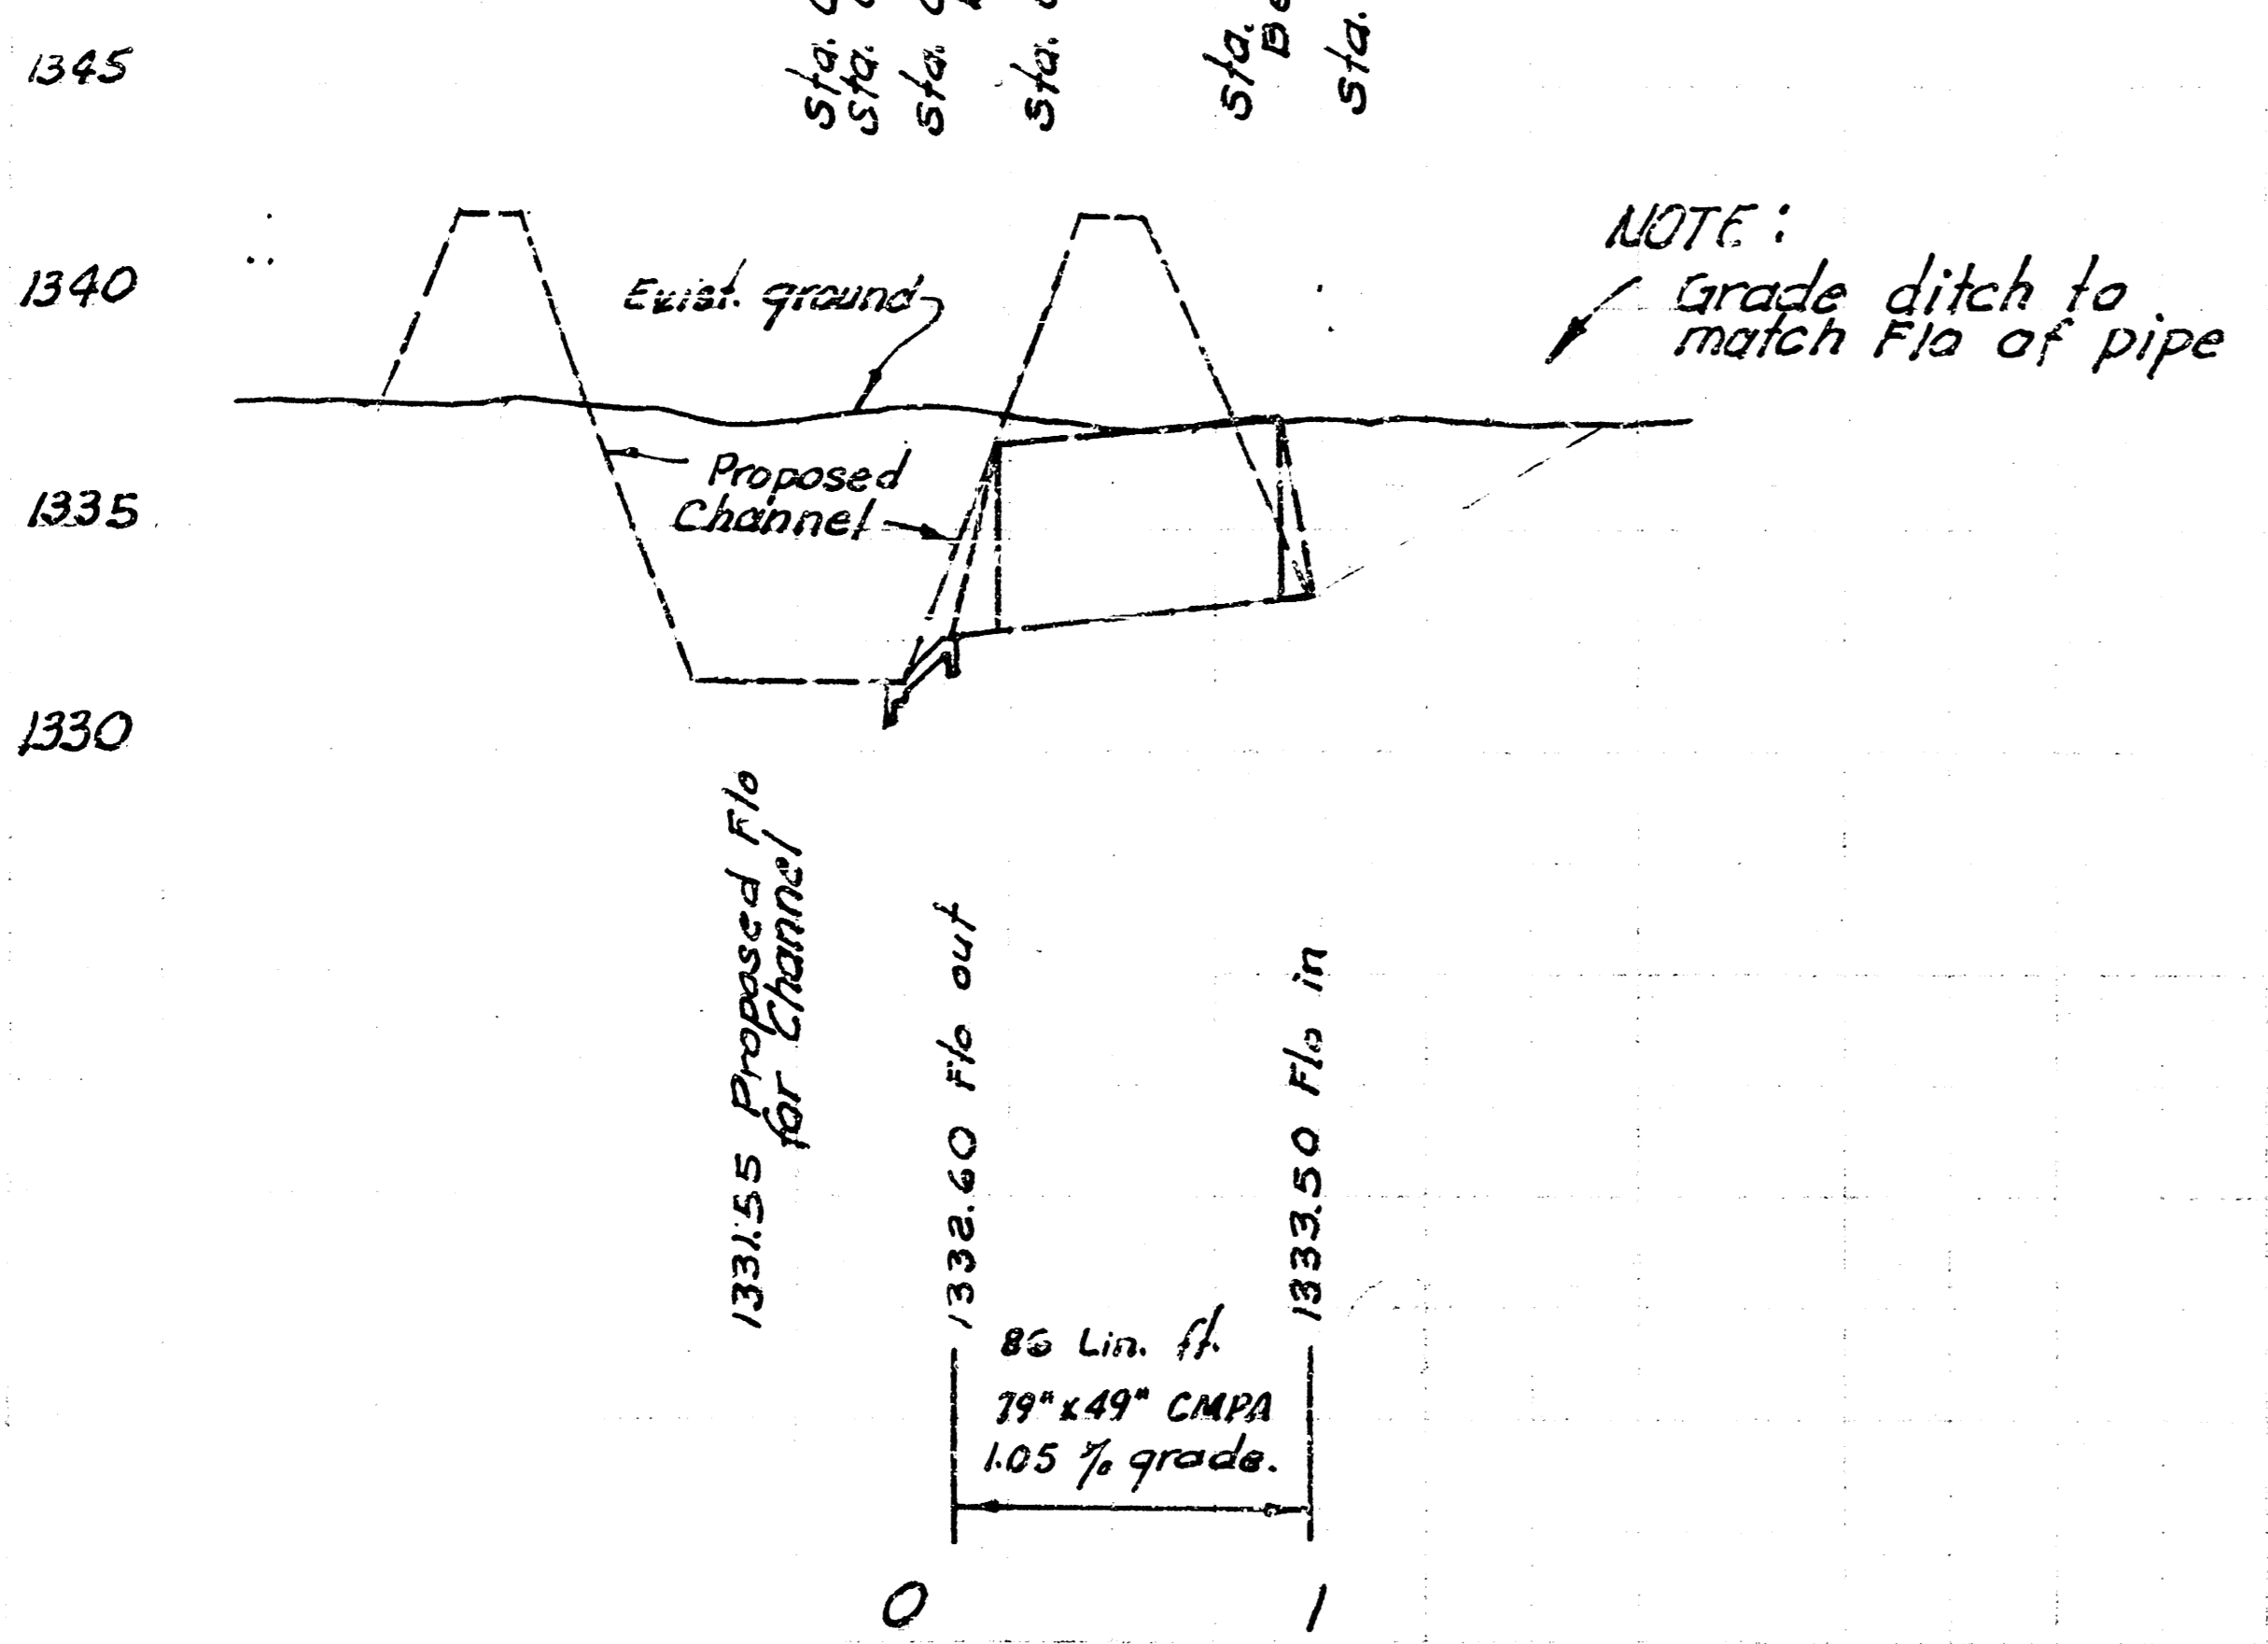 sta.
sta.
sta.
sta.
sta.
sta.
1345
1340
1335
1330
Exist. ground
NOTE:
Grade ditch to
match Flo of pipe
Proposed
Channel
1331.55 Proposed Flo
for Channel
1332.60 Flo out
1333.50 Flo in
86 Lin. ft.
79" x 49" CMPA
1.05 % grade.
0 1